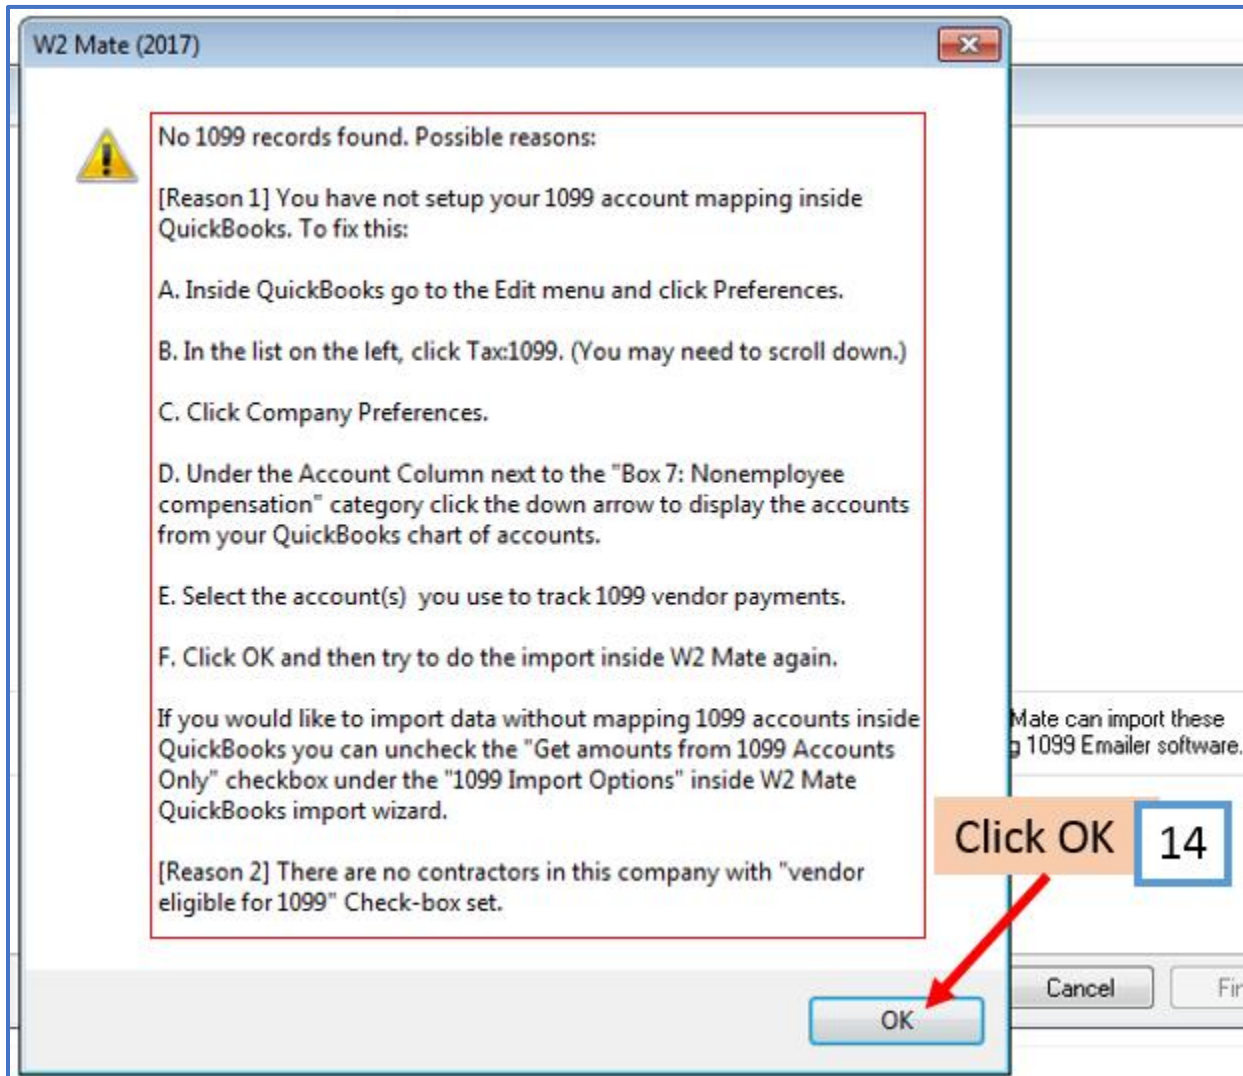 W2 Mate (2017)
No 1099 records found. Possible reasons:
[Reason 1] You have not setup your 1099 account mapping inside
QuickBooks. To fix this:
A. Inside QuickBooks go to the Edit menu and click Preferences.
B. In the list on the left, click Tax:1099. (You may need to scroll down.)
C. Click Company Preferences.
D. Under the Account Column next to the "Box 7: Nonemployee
compensation" category click the down arrow to display the accounts
from your QuickBooks chart of accounts.
E. Select the account(s)  you use to track 1099 vendor payments.
F. Click OK and then try to do the import inside W2 Mate again.
If you would like to import data without mapping 1099 accounts inside
QuickBooks you can uncheck the "Get amounts from 1099 Accounts
Only" checkbox under the "1099 Import Options" inside W2 Mate
QuickBooks import wizard.
[Reason 2] There are no contractors in this company with "vendor
eligible for 1099" Check-box set.
OK
Mate can import these
g 1099 Emailer software.
Click OK
14
Cancel